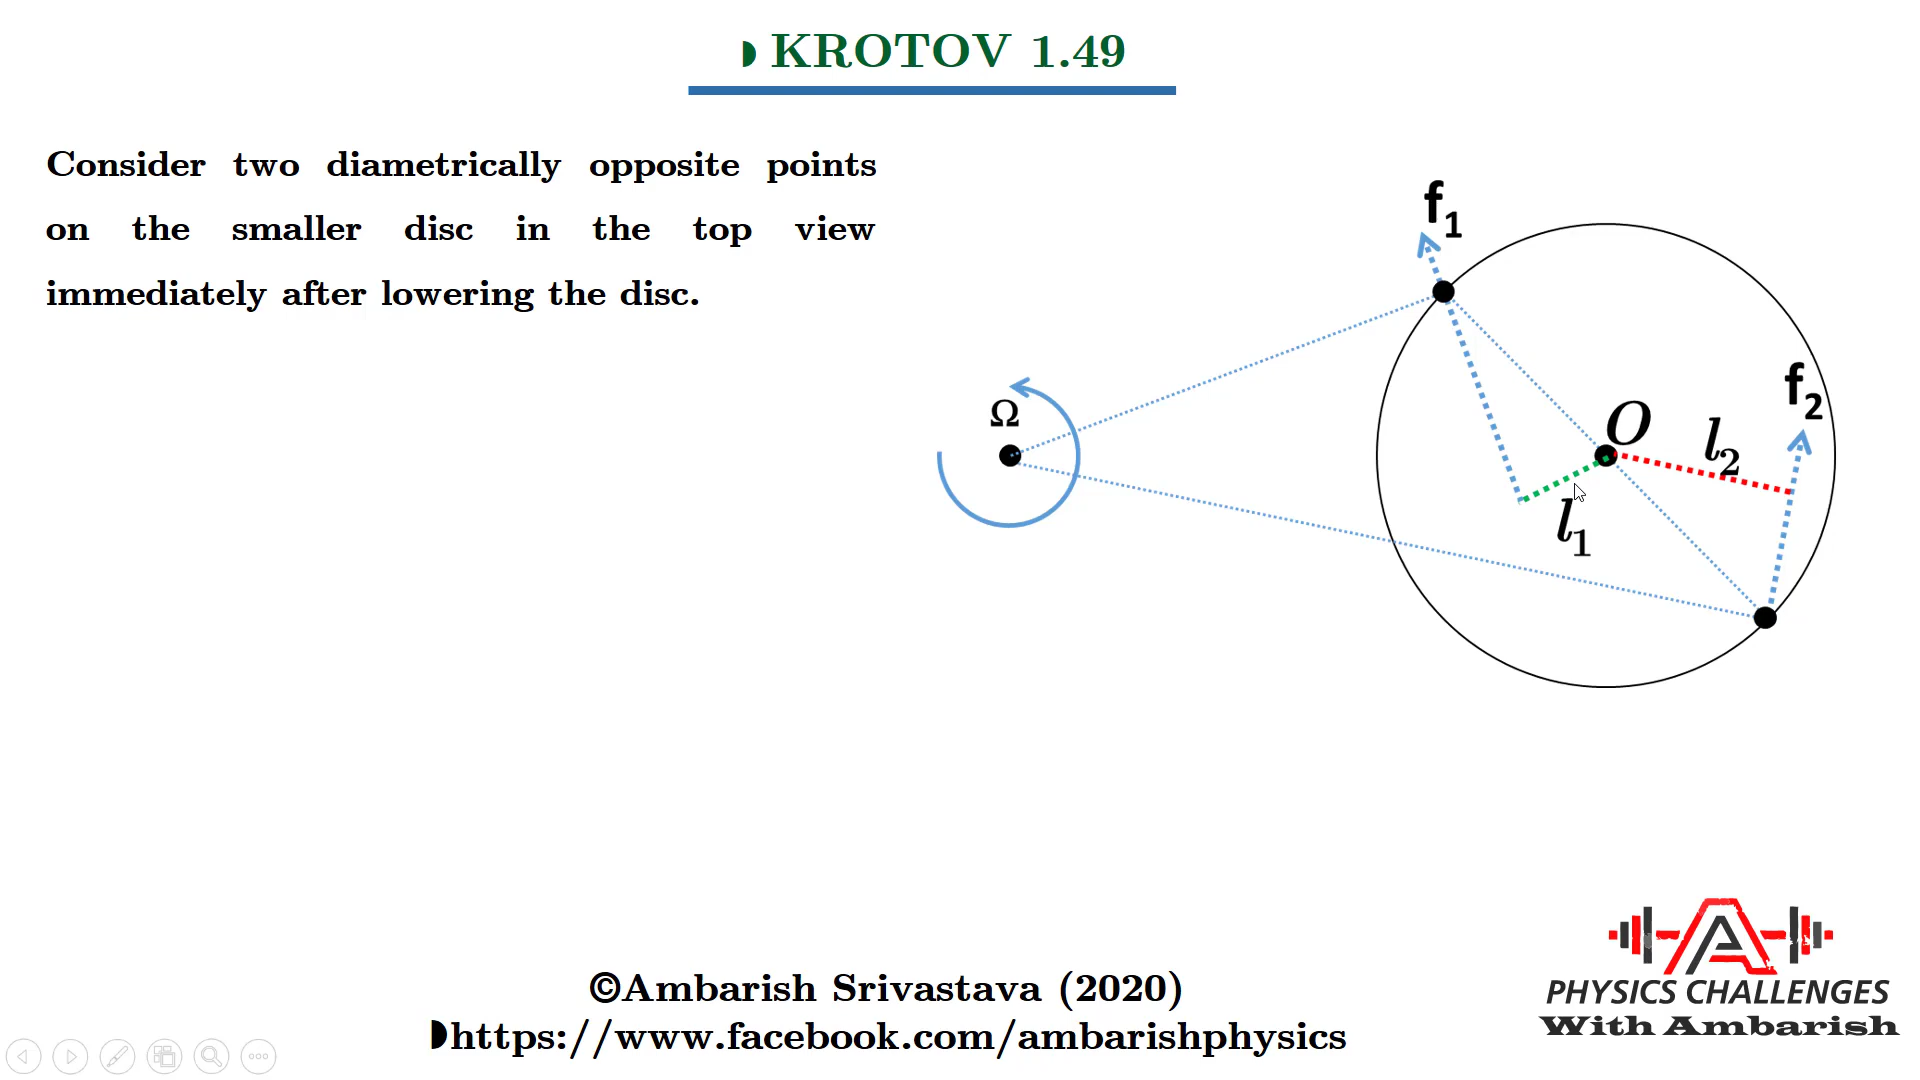 ◗ KROTOV 1.49
Consider two diametrically opposite points
on the smaller disc in the top view
immediately after lowering the disc.
f₁
f₂
Ω
O
l₂
l₁
©Ambarish Srivastava (2020)
◗https://www.facebook.com/ambarishphysics
A
PHYSICS CHALLENGES
With Ambarish